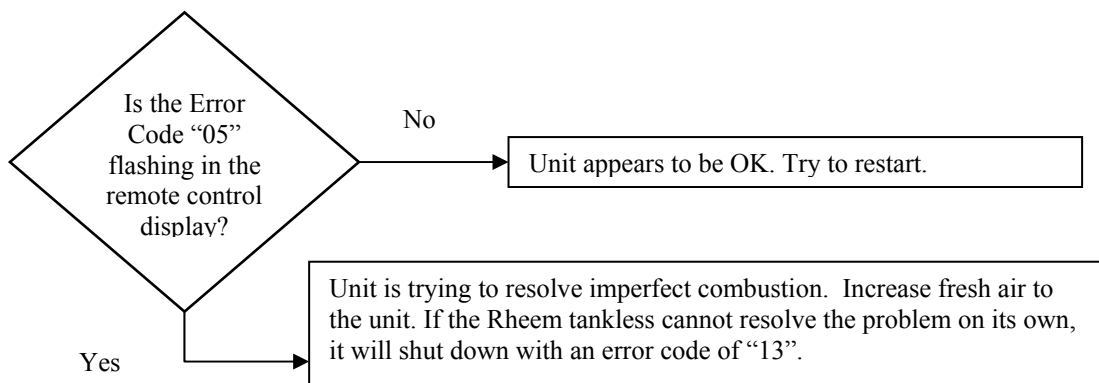 Is the Error
Code “05”
flashing in the
remote control
display?
No
Unit appears to be OK. Try to restart.
Unit is trying to resolve imperfect combustion.  Increase fresh air to
the unit. If the Rheem tankless cannot resolve the problem on its own,
it will shut down with an error code of “13”.
Yes